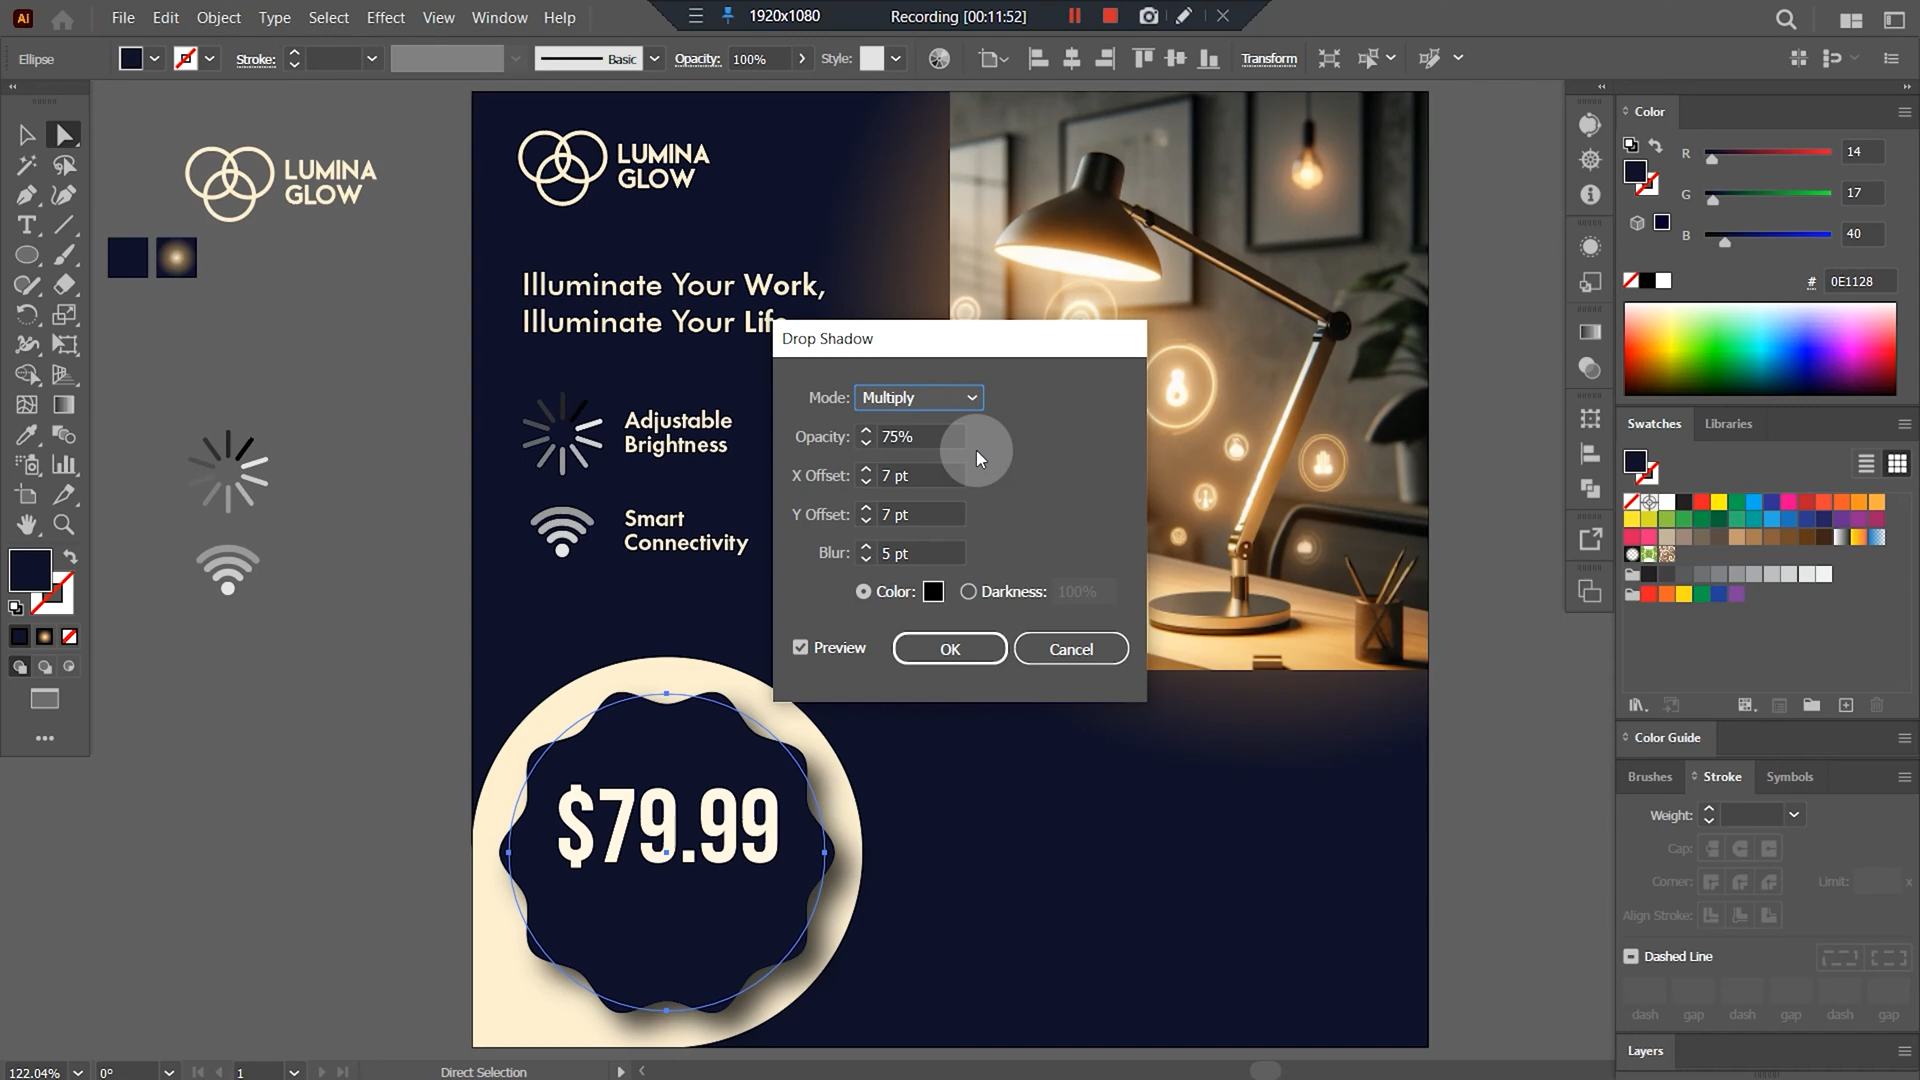 Ai File Edit Object Type Select Effect View Window Help
1920x1080 Recording [00:11:52]
Ellipse Stroke: Basic Opacity: 100% Style: Transform
LUMINA
GLOW
LUMINA
GLOW
Illuminate Your Work,
Illuminate Your Life
Adjustable
Brightness
Smart
Connectivity
$79.99
Drop Shadow
Mode: Multiply
Opacity: 75%
X Offset: 7 pt
Y Offset: 7 pt
Blur: 5 pt
Color: Darkness: 100%
Preview OK Cancel
Color
R 14
G 17
B 40
# 0E1128
Swatches Libraries
Color Guide
Brushes Stroke Symbols
Weight:
Cap:
Corner: Limit: x
Align Stroke:
Dashed Line
dash gap dash gap dash gap
Layers
122.04% 0° 1 Direct Selection